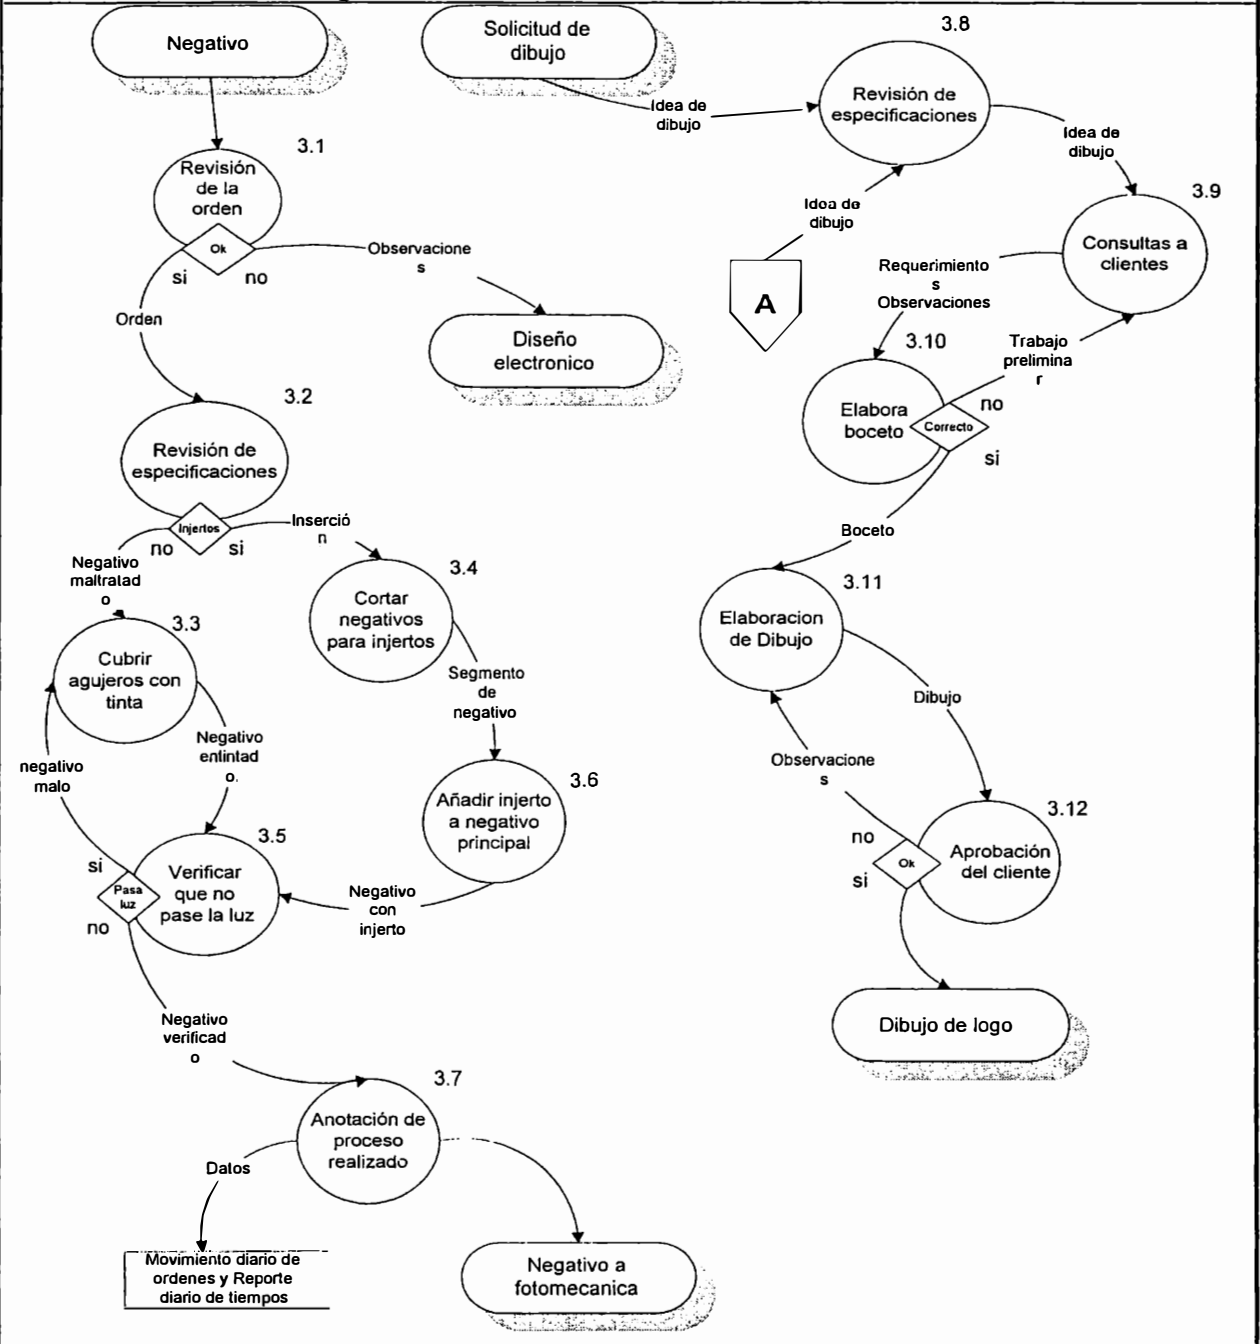 Negativo
Solicitud de
dibujo
3.8
Idea de
dibujo
Revisión de
especificaciones
Idea de
dibujo
3.1
Revisión
de la
orden
Ok
si
no
Observacione
s
Idea de
dibujo
3.9
Consultas a
clientes
Requerimiento
s
Observaciones
A
Orden
Diseño
electronico
3.10
Trabajo
prelimina
r
Elabora
boceto
Correcto
no
si
3.2
Revisión de
especificaciones
Injertos
no
si
Inserció
n
Boceto
Negativo
maltratad
o
3.4
Cortar
negativos
para injertos
3.11
Elaboracion
de Dibujo
3.3
Cubrir
agujeros con
tinta
Segmento
de
negativo
Dibujo
Negativo
entintad
o.
negativo
malo
Observacione
s
3.6
Añadir injerto
a negativo
principal
3.12
3.5
Verificar
que no
pase la luz
si
Pasa
luz
no
Negativo
con
injerto
no
Ok
si
Aprobación
del cliente
Negativo
verificad
o
Dibujo de logo
3.7
Anotación de
proceso
realizado
Datos
Movimiento diario de
ordenes y Reporte
diario de tiempos
Negativo a
fotomecanica